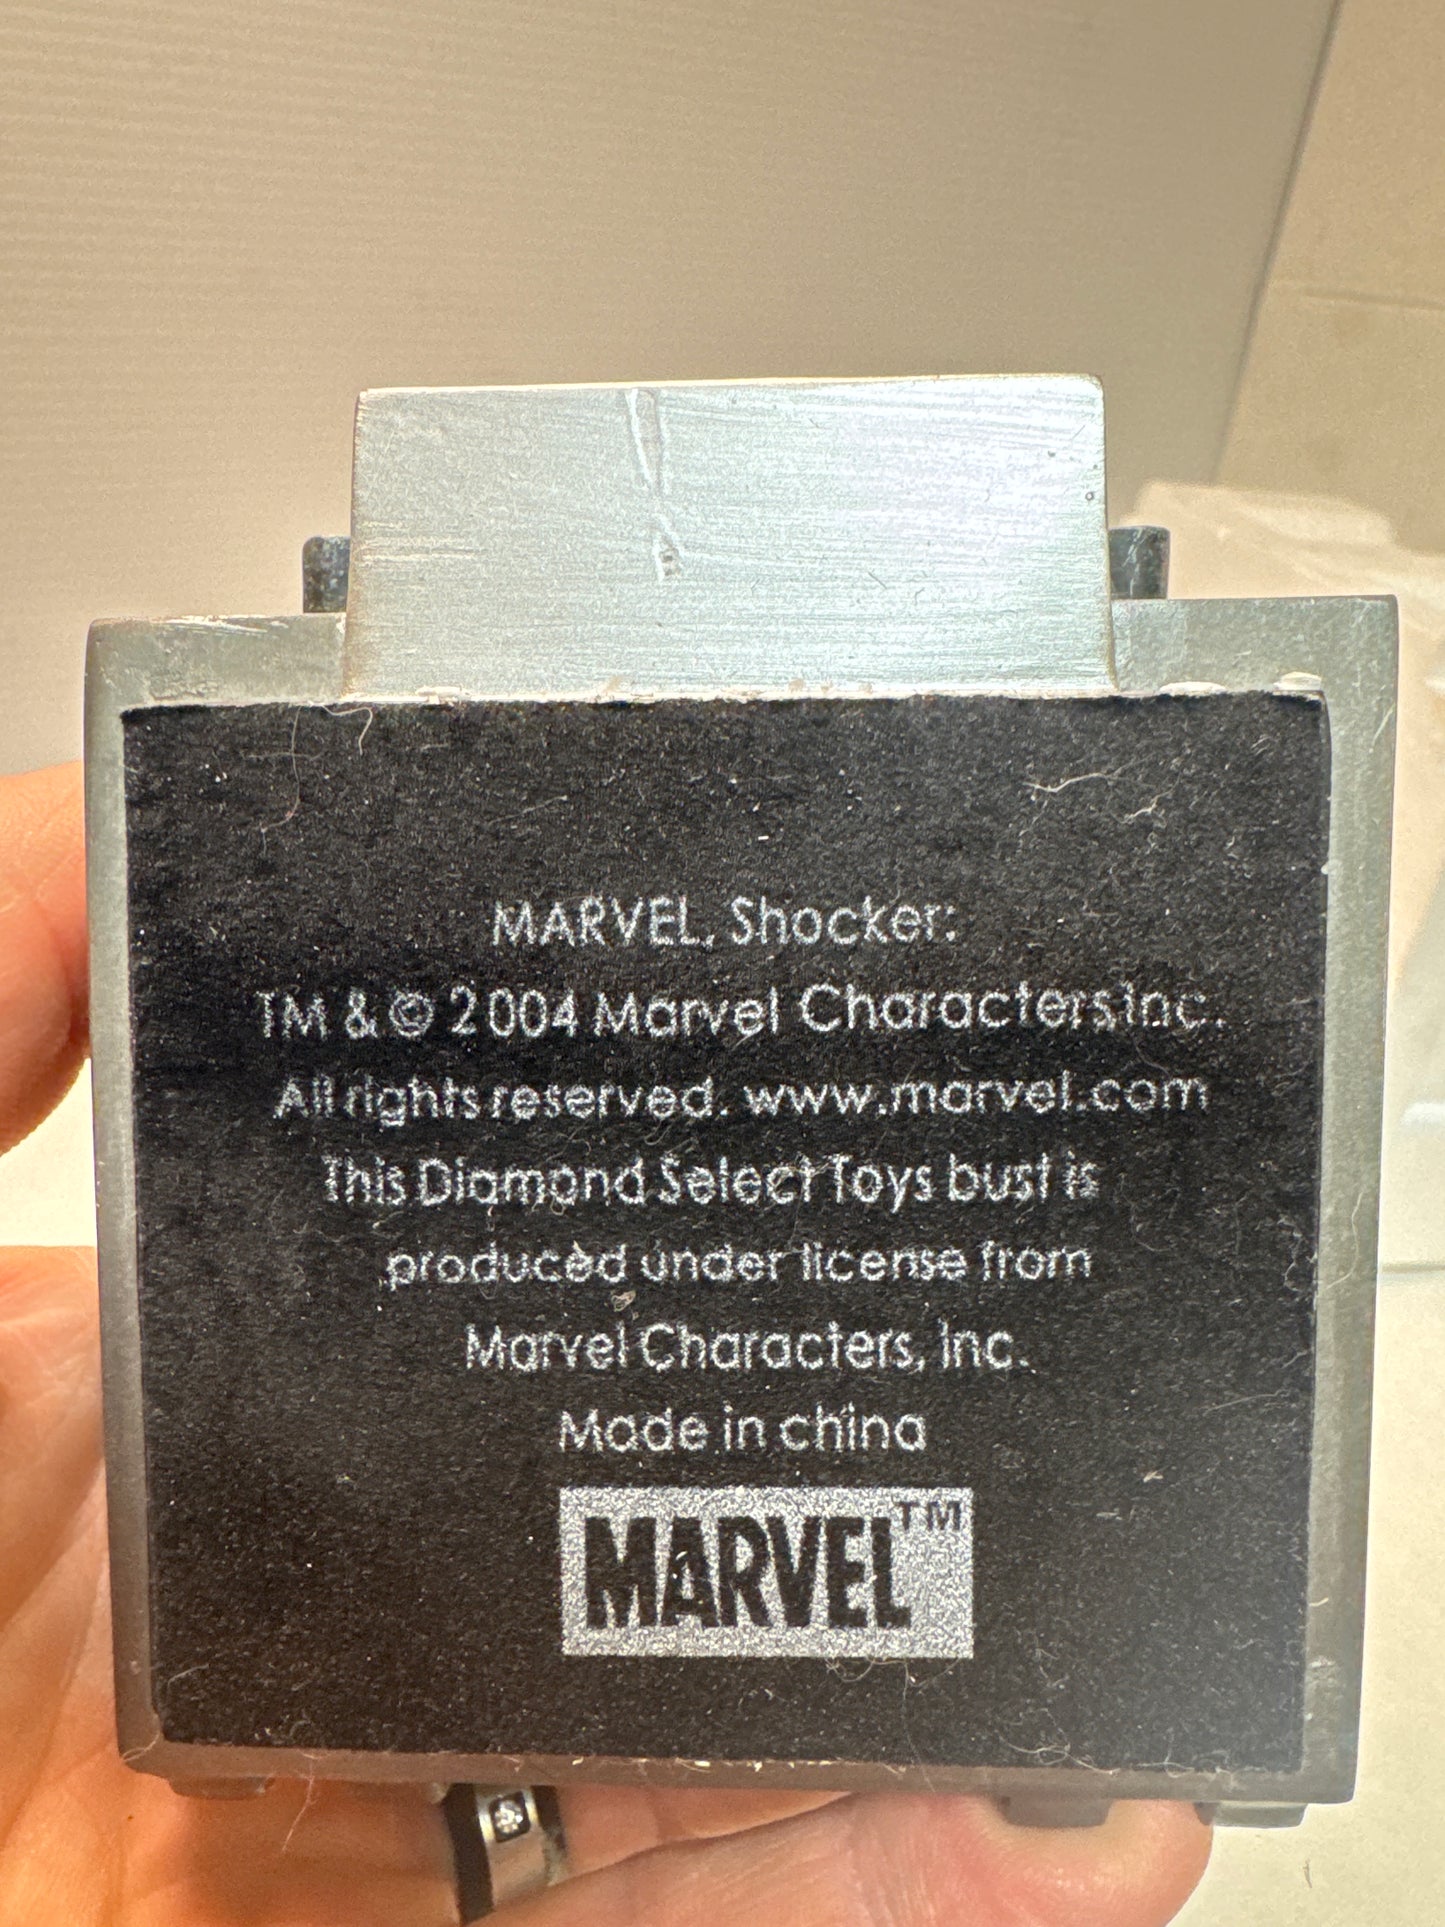 MARVEL, Shocker:
TM & © 2004 Marvel Characters Inc.
All rights reserved. www.marvel.com
This Diamond Select Toys bust is
produced under license from
Marvel Characters, Inc.
Made in china
MARVEL™